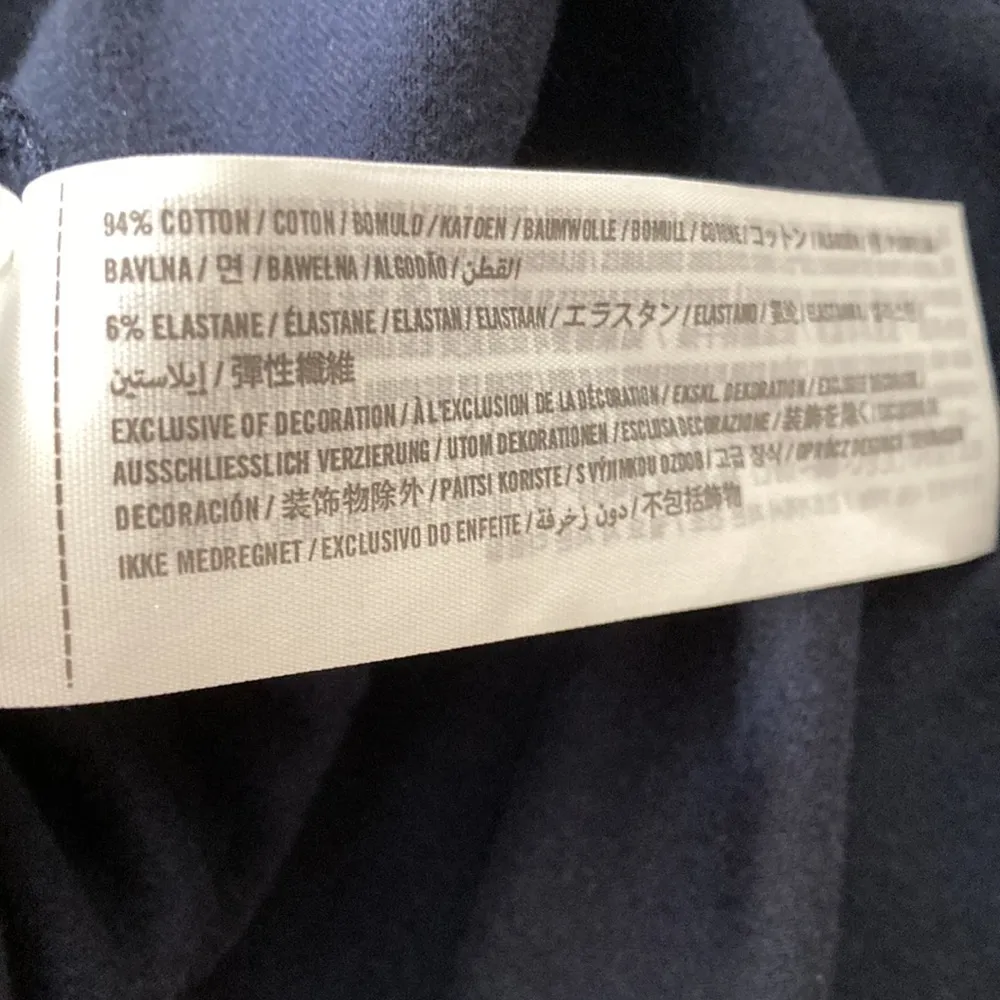 94% COTTON / COTON / BOMULD / KATOEN / BAUMWOLLE / BOMULL / COTONE / コットン /
BAVLNA / 면 / BAWEŁNA / ALGODÃO / القطن /
6% ELASTANE / ÉLASTANE / ELASTAN / ELASTAAN / エラスタン / ELASTANO /
إيلاستين / 彈性纖維
EXCLUSIVE OF DECORATION / À L'EXCLUSION DE LA DÉCORATION / EKSKL. DEKORATION /
AUSSCHLIESSLICH VERZIERUNG / UTOM DEKORATIONEN / ESCLUSA DECORAZIONE / 装飾を除く /
DECORACIÓN / 装饰物除外 / PAITSI KORISTE / S VÝJIMKOU OZDOB / 고급 장식 / OPRÓCZ
IKKE MEDREGNET / EXCLUSIVO DO ENFEITE / دون زخرفة / 不包括飾物